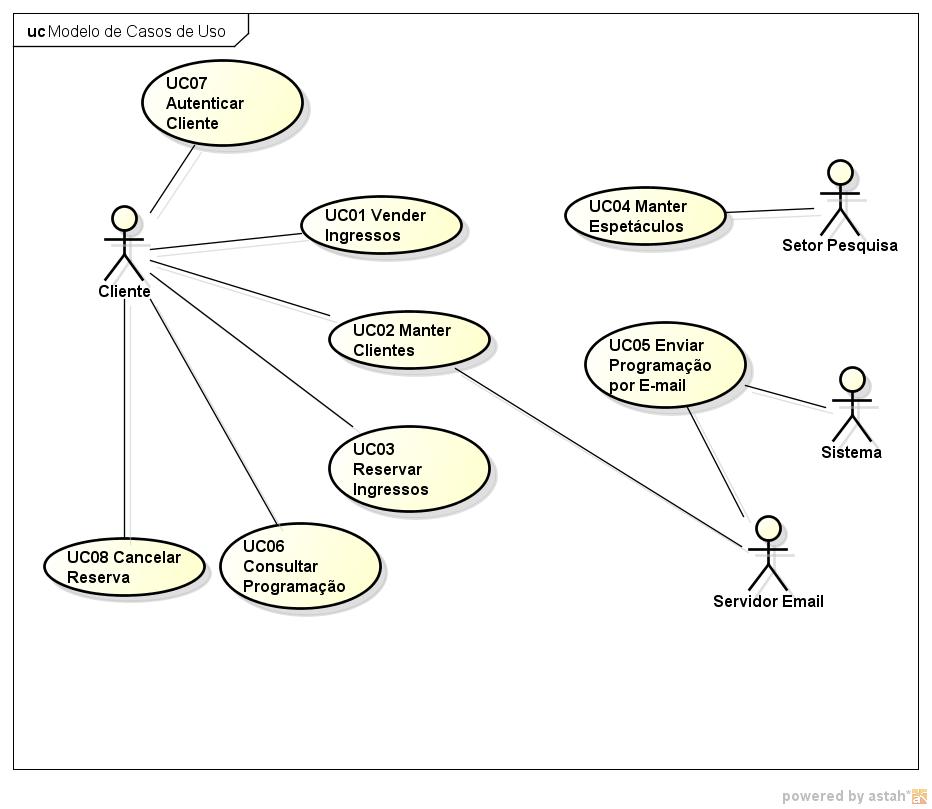 uc Modelo de Casos de Uso
UC07
Autenticar
Cliente
UC01 Vender
Ingressos
UC04 Manter
Espetáculos
Setor Pesquisa
Cliente
UC02 Manter
Clientes
UC05 Enviar
Programação
por E-mail
Sistema
UC03
Reservar
Ingressos
UC08 Cancelar
Reserva
UC06
Consultar
Programação
Servidor Email
powered by astah*